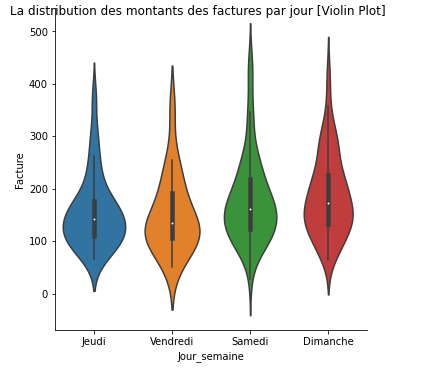 La distribution des montants des factures par jour [Violin Plot]
500
400
300
200
100
0
Facture
Jeudi Vendredi Samedi Dimanche
Jour_semaine